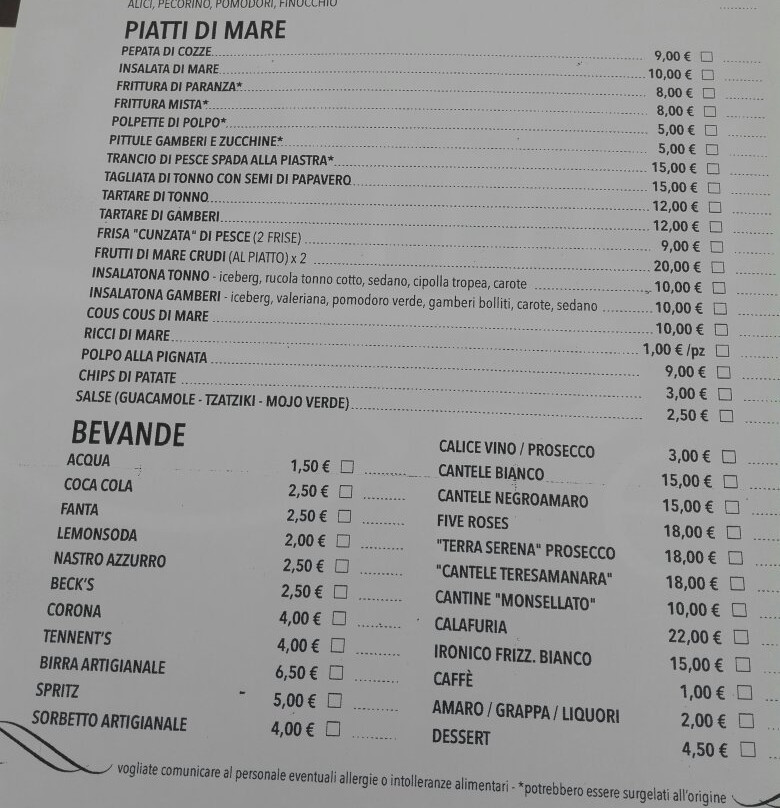 ALICI, PECORINO, POMODORI, FINOCCHIO
PIATTI DI MARE
PEPATA DI COZZE 9,00 €
INSALATA DI MARE 10,00 €
FRITTURA DI PARANZA* 8,00 €
FRITTURA MISTA* 8,00 €
POLPETTE DI POLPO* 5,00 €
PITTULE GAMBERI E ZUCCHINE* 5,00 €
TRANCIO DI PESCE SPADA ALLA PIASTRA* 15,00 €
TAGLIATA DI TONNO CON SEMI DI PAPAVERO 15,00 €
TARTARE DI TONNO 12,00 €
TARTARE DI GAMBERI 12,00 €
FRISA "CUNZATA" DI PESCE (2 FRISE) 9,00 €
FRUTTI DI MARE CRUDI (AL PIATTO) x 2 20,00 €
INSALATONA TONNO - iceberg, rucola tonno cotto, sedano, cipolla tropea, carote 10,00 €
INSALATONA GAMBERI - iceberg, valeriana, pomodoro verde, gamberi bolliti, carote, sedano 10,00 €
COUS COUS DI MARE 10,00 €
RICCI DI MARE 1,00 € /pz
POLPO ALLA PIGNATA 9,00 €
CHIPS DI PATATE 3,00 €
SALSE (GUACAMOLE - TZATZIKI - MOJO VERDE) 2,50 €
BEVANDE
ACQUA 1,50 €
COCA COLA 2,50 €
FANTA 2,50 €
LEMONSODA 2,00 €
NASTRO AZZURRO 2,50 €
BECK'S 2,50 €
CORONA 4,00 €
TENNENT'S 4,00 €
BIRRA ARTIGIANALE 6,50 €
SPRITZ 5,00 €
SORBETTO ARTIGIANALE 4,00 €
CALICE VINO / PROSECCO 3,00 €
CANTELE BIANCO 15,00 €
CANTELE NEGROAMARO 15,00 €
FIVE ROSES 18,00 €
"TERRA SERENA" PROSECCO 18,00 €
"CANTELE TERESAMANARA" 18,00 €
CANTINE "MONSELLATO" 10,00 €
CALAFURIA 22,00 €
IRONICO FRIZZ. BIANCO 15,00 €
CAFFÈ 1,00 €
AMARO / GRAPPA / LIQUORI 2,00 €
DESSERT 4,50 €
vogliate comunicare al personale eventuali allergie o intolleranze alimentari - *potrebbero essere surgelati all'origine